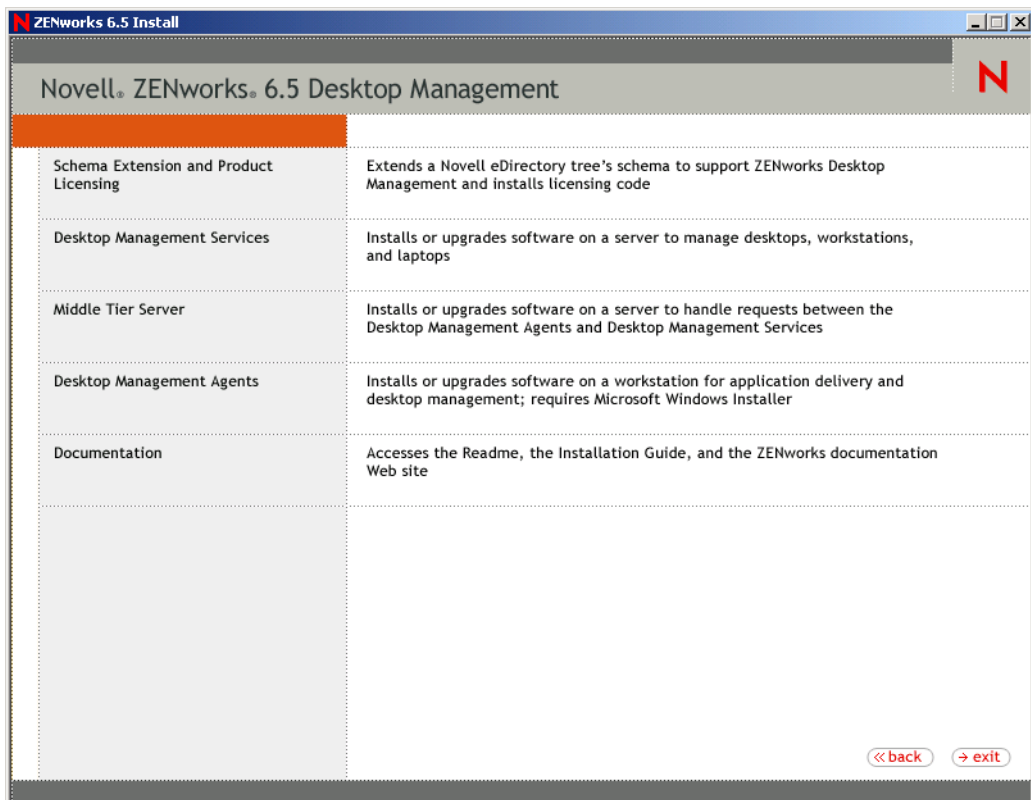 ZENworks 6.5 Install
Novell® ZENworks® 6.5 Desktop Management
N
Schema Extension and Product
Licensing
Extends a Novell eDirectory tree's schema to support ZENworks Desktop
Management and installs licensing code
Desktop Management Services
Installs or upgrades software on a server to manage desktops, workstations,
and laptops
Middle Tier Server
Installs or upgrades software on a server to handle requests between the
Desktop Management Agents and Desktop Management Services
Desktop Management Agents
Installs or upgrades software on a workstation for application delivery and
desktop management; requires Microsoft Windows Installer
Documentation
Accesses the Readme, the Installation Guide, and the ZENworks documentation
Web site
« back
→ exit